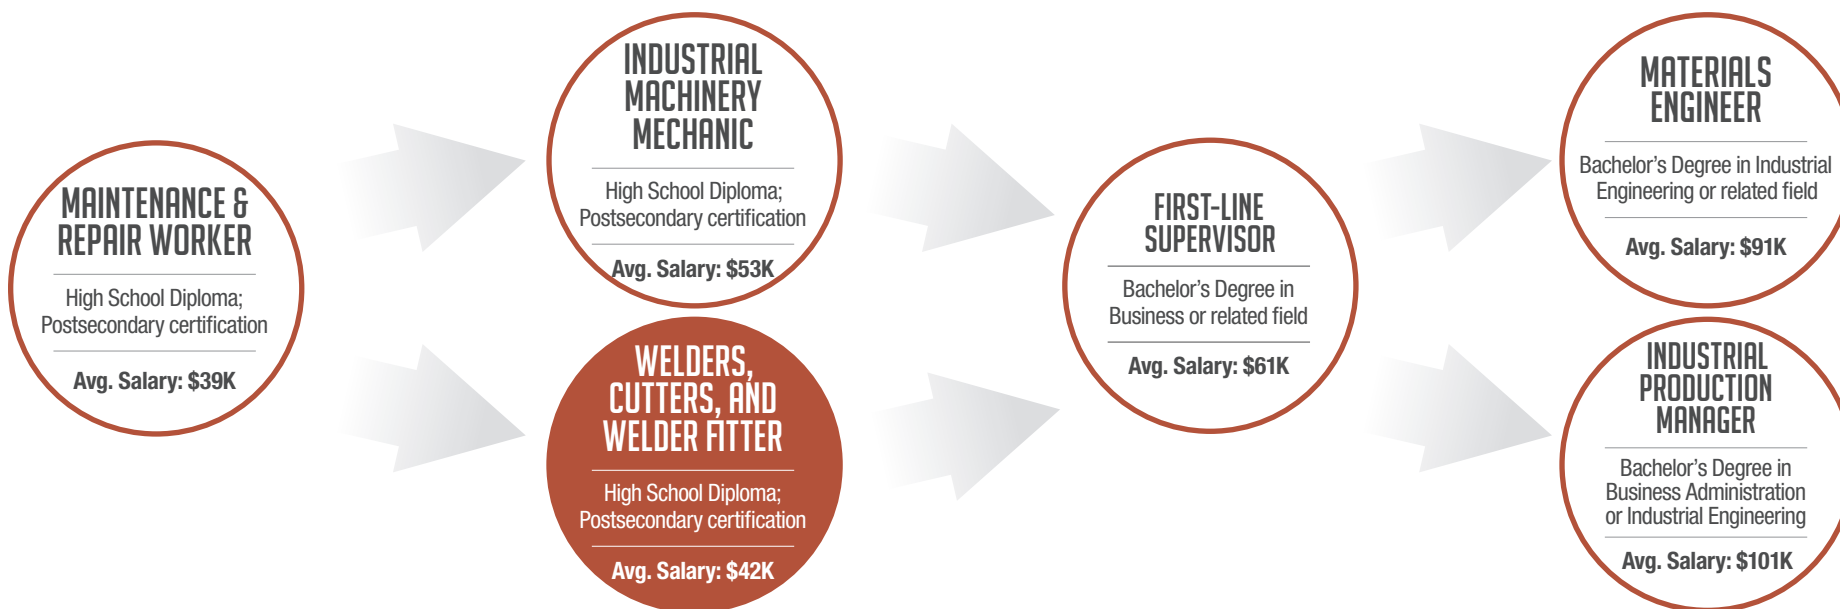 MAINTENANCE &
REPAIR WORKER
High School Diploma;
Postsecondary certification
Avg. Salary: $39K
INDUSTRIAL
MACHINERY
MECHANIC
High School Diploma;
Postsecondary certification
Avg. Salary: $53K
WELDERS,
CUTTERS, AND
WELDER FITTER
High School Diploma;
Postsecondary certification
Avg. Salary: $42K
FIRST-LINE
SUPERVISOR
Bachelor’s Degree in
Business or related field
Avg. Salary: $61K
MATERIALS
ENGINEER
Bachelor’s Degree in Industrial
Engineering or related field
Avg. Salary: $91K
INDUSTRIAL
PRODUCTION
MANAGER
Bachelor’s Degree in
Business Administration
or Industrial Engineering
Avg. Salary: $101K